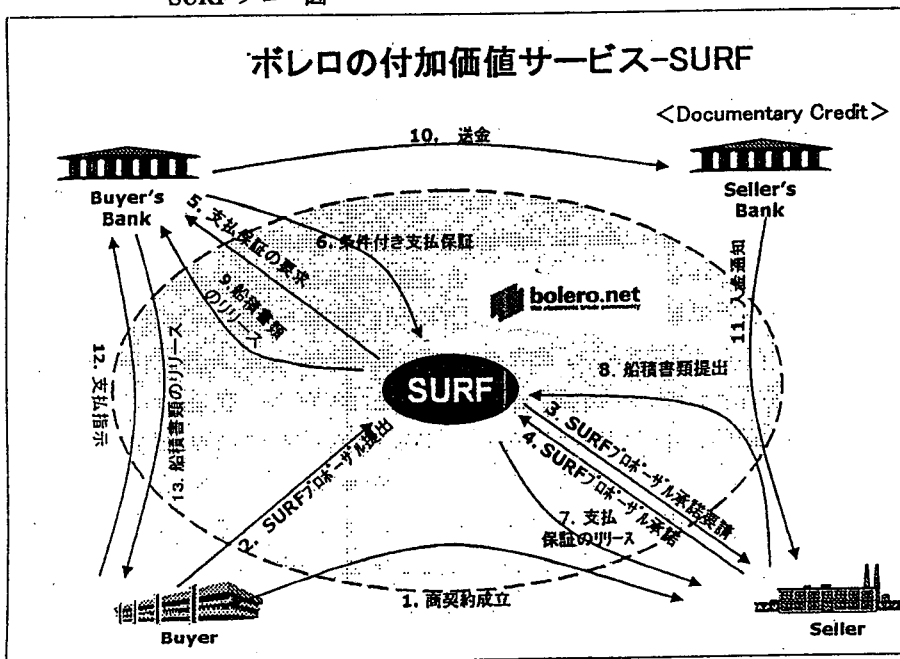 SURF フロー図
ボレロの付加価値サービス-SURF
<Documentary Credit>
10. 送金
Buyer's
Bank
Seller's
Bank
5. 支払保証の要求
6. 条件付き支払保証
9. 船積書類
のリリース
bolero.net
11. 入金通知
12. 支払指示
13. 船積書類のリリース
SURF
8. 船積書類提出
2. SURFプロポーザル提出
3. SURFプロポーザル承諾要請
4. SURFプロポーザル承諾
7. 支払
保証のリリース
1. 商契約成立
Buyer
Seller